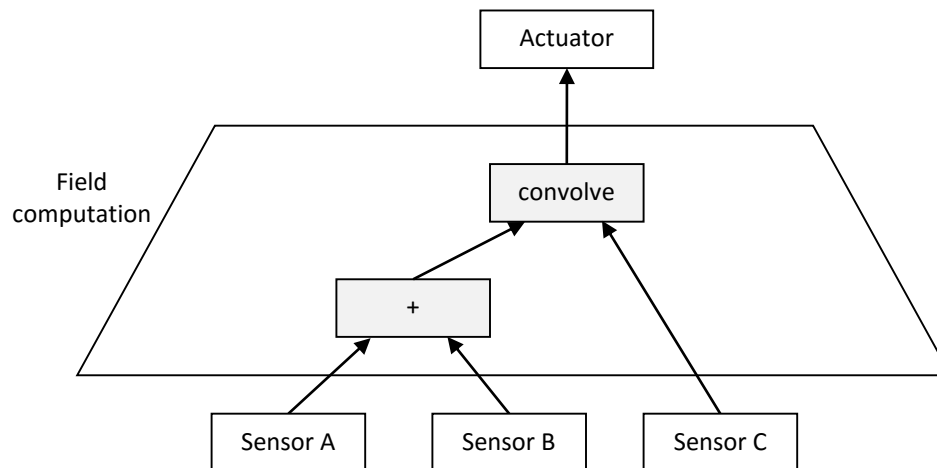 Actuator
Field
computation
convolve
+
Sensor A
Sensor B
Sensor C